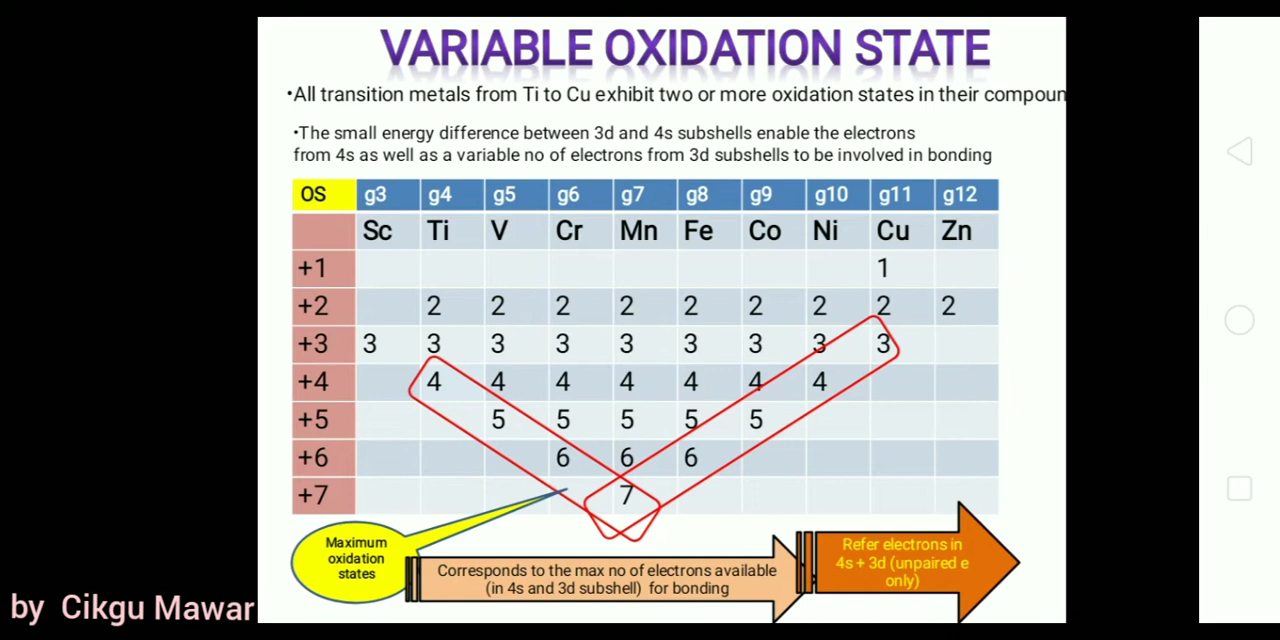 VARIABLE OXIDATION STATE
•All transition metals from Ti to Cu exhibit two or more oxidation states in their compoun
•The small energy difference between 3d and 4s subshells enable the electrons
from 4s as well as a variable no of electrons from 3d subshells to be involved in bonding
OS g3 g4 g5 g6 g7 g8 g9 g10 g11 g12
Sc Ti V Cr Mn Fe Co Ni Cu Zn
+1 1
+2 2 2 2 2 2 2 2 2 2
+3 3 3 3 3 3 3 3 3 3
+4 4 4 4 4 4 4 4
+5 5 5 5 5 5
+6 6 6 6
+7 7
Maximum
oxidation
states
Corresponds to the max no of electrons available
(in 4s and 3d subshell) for bonding
Refer electrons in
4s + 3d (unpaired e
only)
by Cikgu Mawar